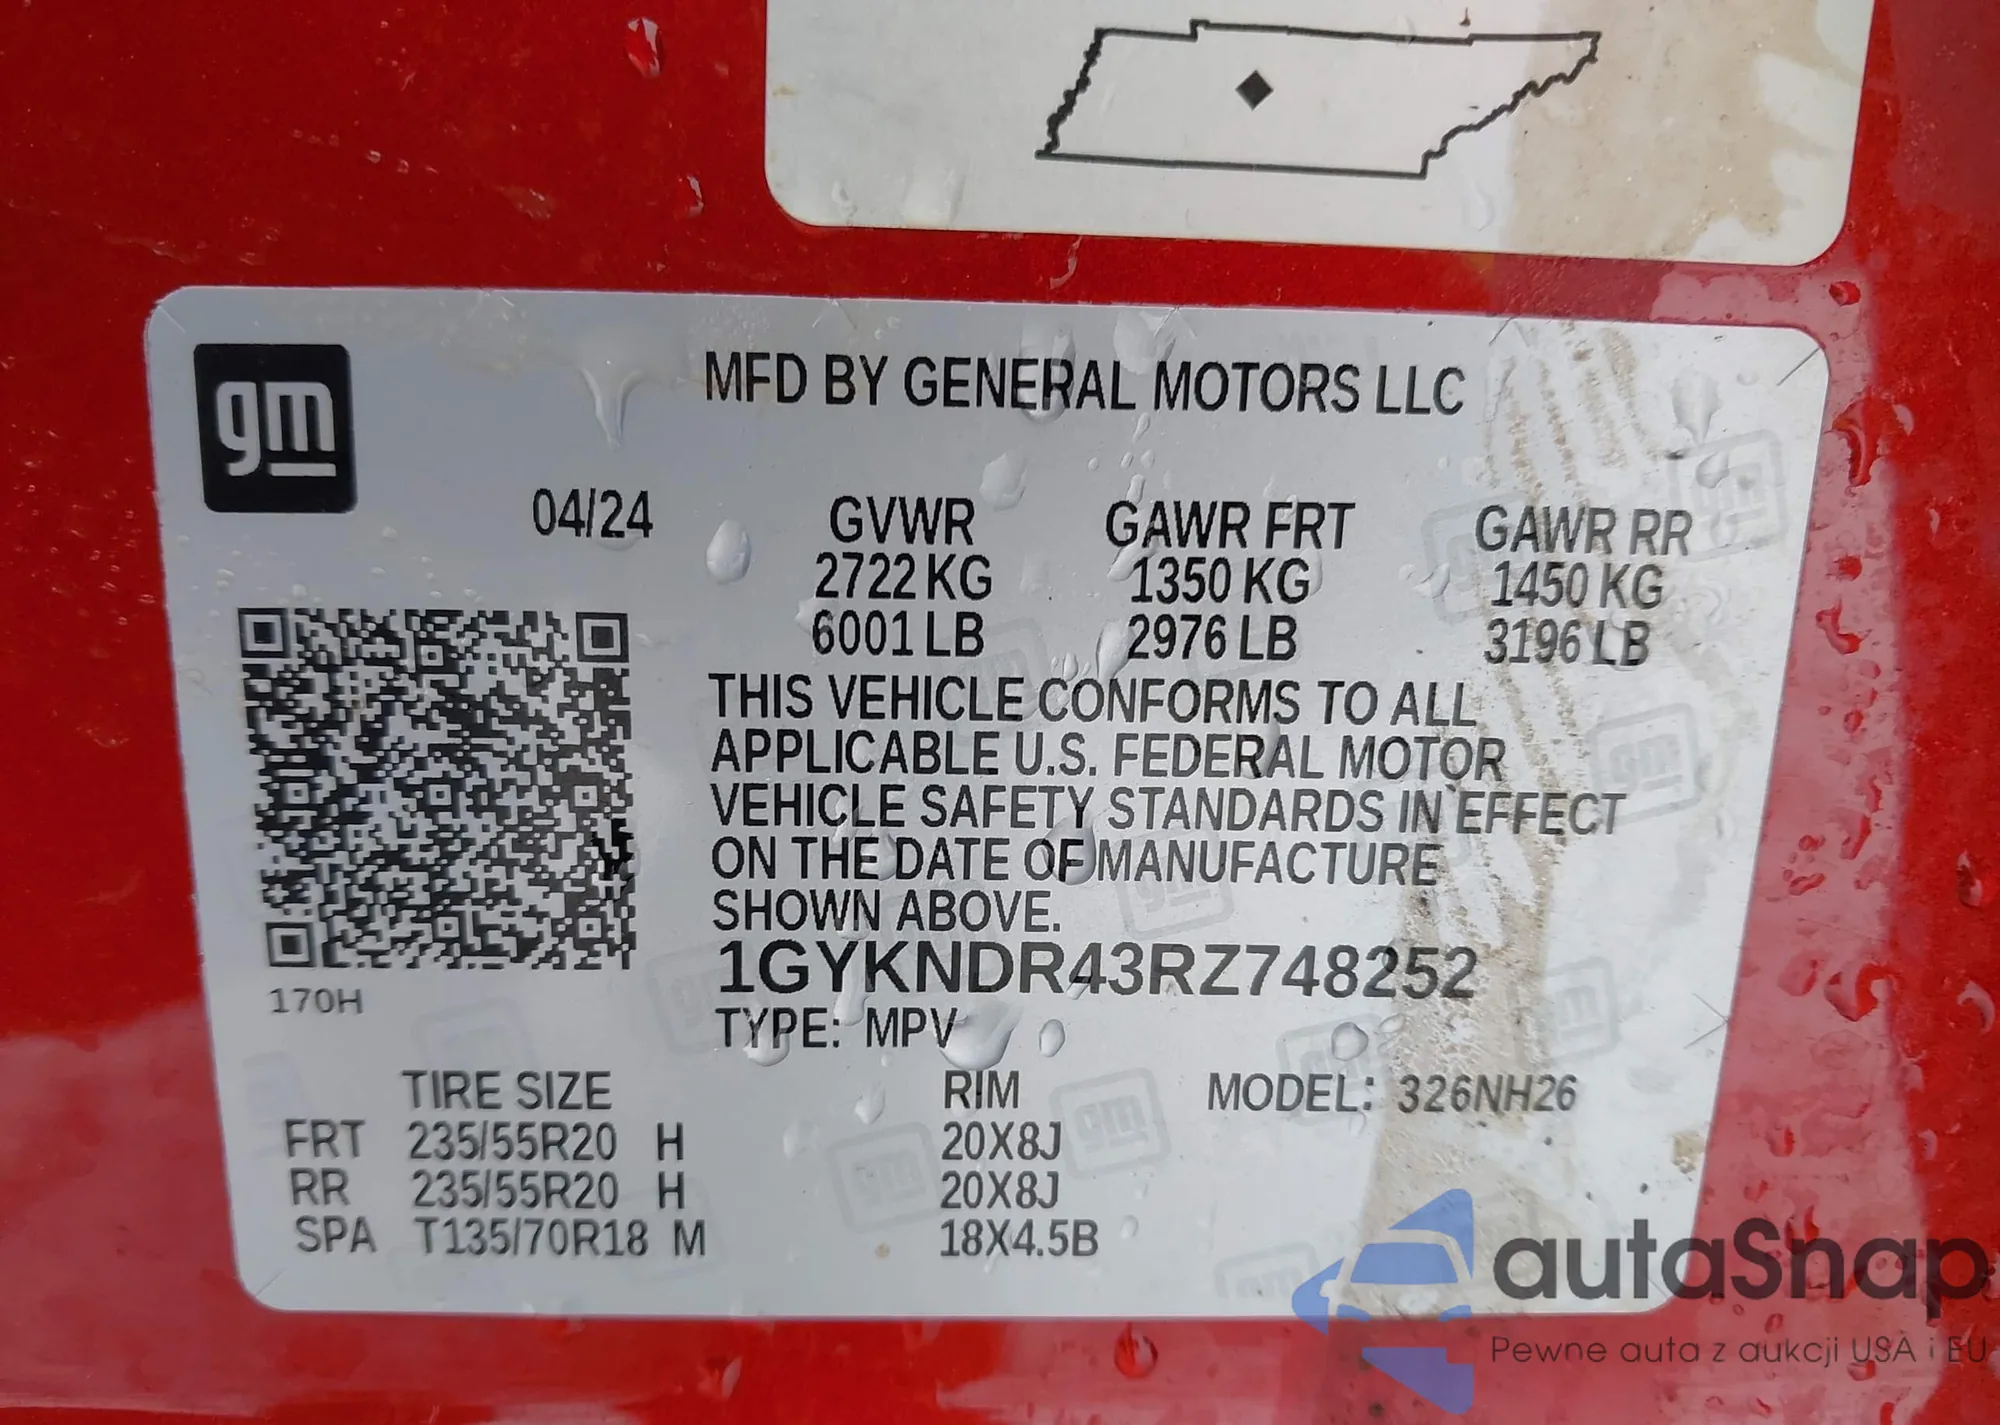 gm
MFD BY GENERAL MOTORS LLC
04/24 GVWR GAWR FRT GAWR RR
2722 KG 1350 KG 1450 KG
6001 LB 2976 LB 3196 LB
THIS VEHICLE CONFORMS TO ALL
APPLICABLE U.S. FEDERAL MOTOR
VEHICLE SAFETY STANDARDS IN EFFECT
ON THE DATE OF MANUFACTURE
SHOWN ABOVE.
1GYKNDR43RZ748252
170H
TYPE: MPV
TIRE SIZE RIM MODEL: 326NH26
FRT 235/55R20 H 20X8J
RR 235/55R20 H 20X8J
SPA T135/70R18 M 18X4.5B
autaSnap
Pewne auta z aukcji USA i EU